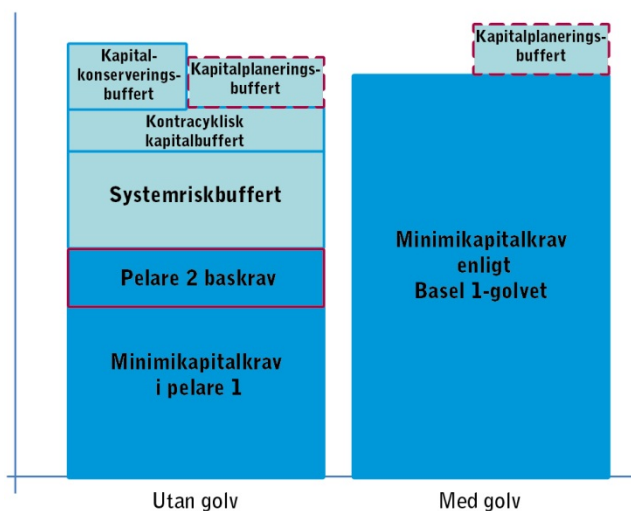 Kapital-
konserverings-
buffert
Kapitalplanerings-
buffert
Kontracyklisk
kapitalbuffert
Systemriskbuffert
Pelare 2 baskrav
Minimikapitalkrav
i pelare 1
Utan golv
Kapitalplanerings-
buffert
Minimikapitalkrav
enligt
Basel 1-golvet
Med golv